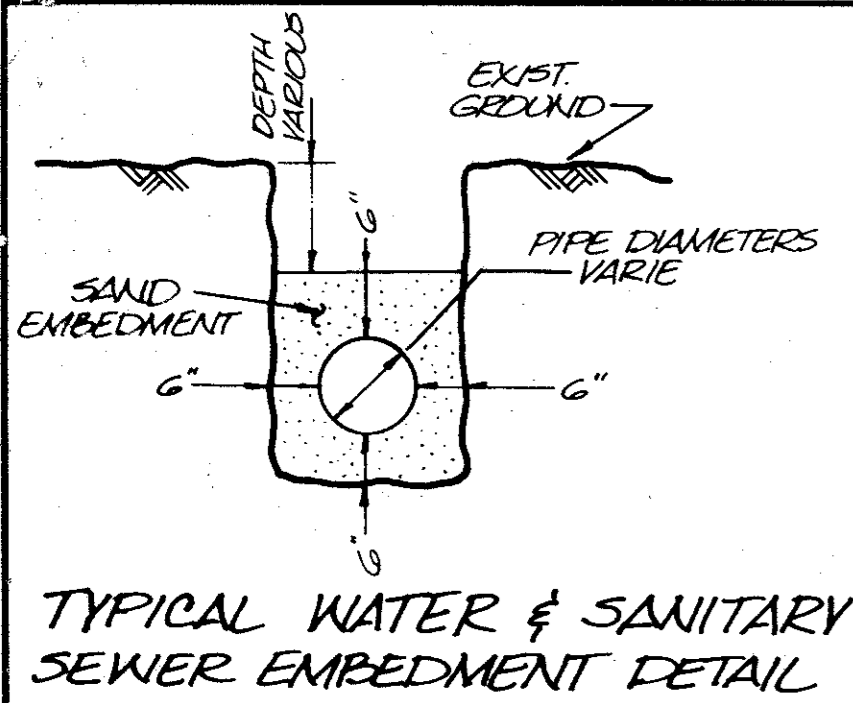 DEPTH
VARIOUS
EXIST.
GROUND
6"
PIPE DIAMETERS
VARIE
SAND
EMBEDMENT
6"
6"
6"
TYPICAL WATER & SANITARY
SEWER EMBEDMENT DETAIL